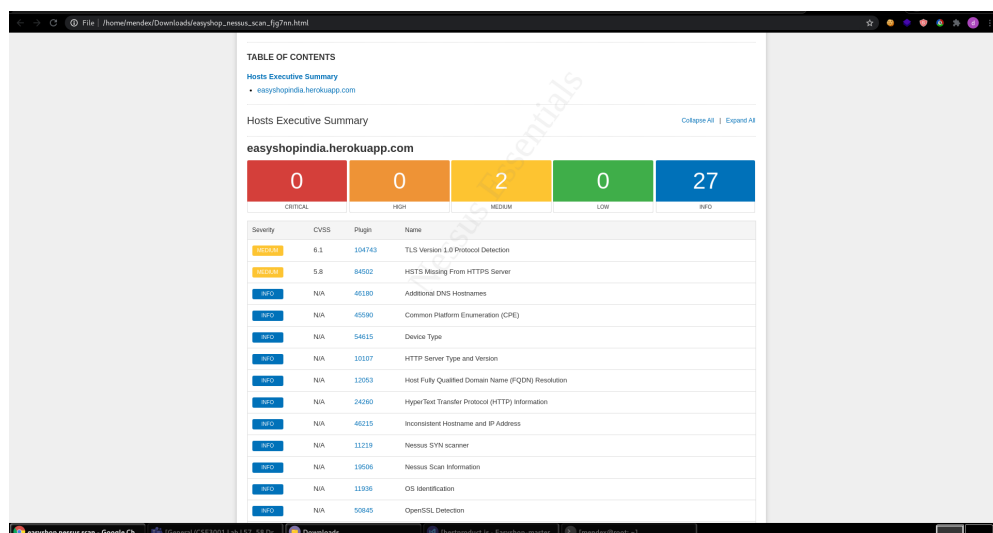 File | /home/mendex/Downloads/easyshop_nessus_scan_fjg7nn.html
TABLE OF CONTENTS
Hosts Executive Summary
• easyshopindia.herokuapp.com
Hosts Executive Summary
Collapse All | Expand All
easyshopindia.herokuapp.com
0 0 2 0 27
CRITICAL HIGH MEDIUM LOW INFO
Severity CVSS Plugin Name
MEDIUM 6.1 104743 TLS Version 1.0 Protocol Detection
MEDIUM 5.8 84502 HSTS Missing From HTTPS Server
INFO N/A 46180 Additional DNS Hostnames
INFO N/A 45590 Common Platform Enumeration (CPE)
INFO N/A 54615 Device Type
INFO N/A 10107 HTTP Server Type and Version
INFO N/A 12053 Host Fully Qualified Domain Name (FQDN) Resolution
INFO N/A 24260 HyperText Transfer Protocol (HTTP) Information
INFO N/A 46215 Inconsistent Hostname and IP Address
INFO N/A 11219 Nessus SYN scanner
INFO N/A 19506 Nessus Scan Information
INFO N/A 11936 OS Identification
INFO N/A 50845 OpenSSL Detection
Nessus Essentials
easyshop nessus scan - Google Ch
Downloads